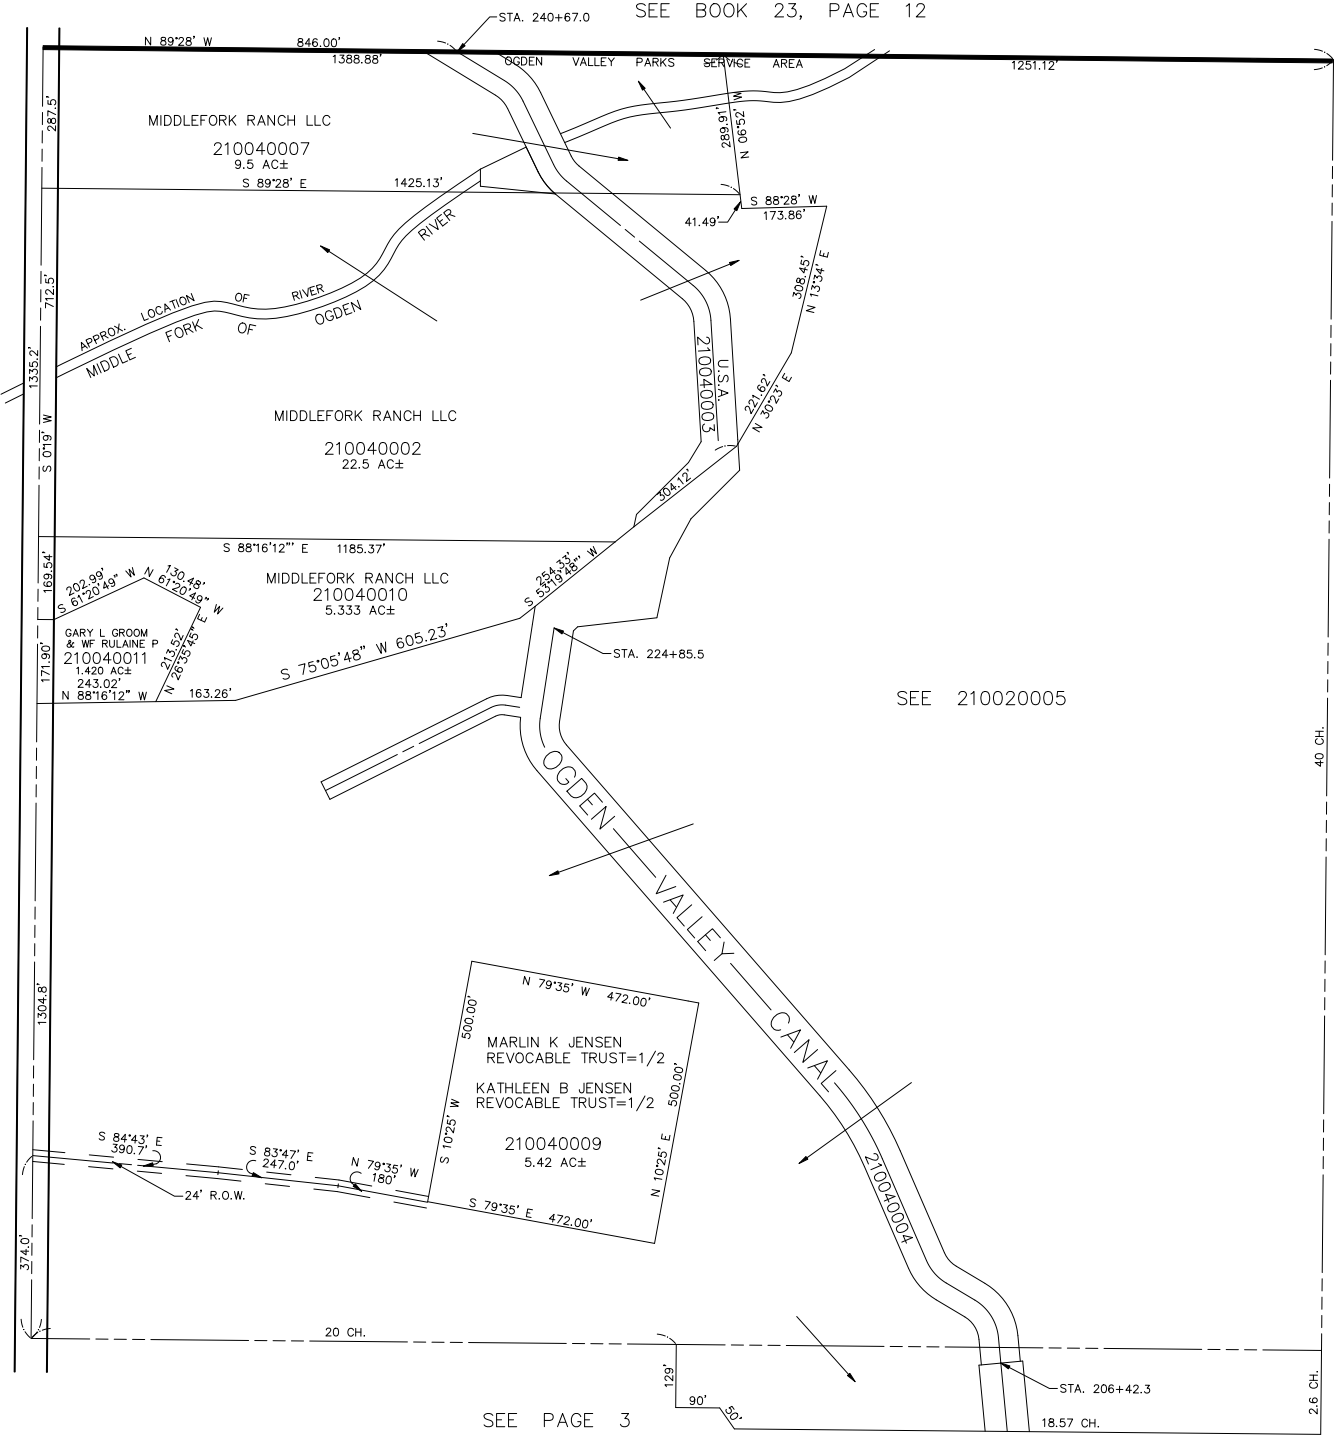 SEE BOOK 23, PAGE 12
STA. 240+67.0
N 89°28' W 846.00'
1388.88'
OGDEN VALLEY PARKS SERVICE AREA
1251.12'
287.5'
MIDDLEFORK RANCH LLC
210040007
9.5 AC±
S 89°28' E 1425.13'
289.91'
N 06°52' W
41.49'
S 88°28' W
173.86'
308.45'
N 13°34' E
221.62'
N 30°23' E
712.5'
1335.2'
S 0°19' W
APPROX. LOCATION OF RIVER
MIDDLE FORK OF OGDEN RIVER
U.S.A.
210040003
MIDDLEFORK RANCH LLC
210040002
22.5 AC±
304.12'
S 88°16'12"' E 1185.37'
254.33'
S 53°19'48"' W
169.54'
202.99'
S 61°20'49" W
130.48'
N 61°20'49" W
MIDDLEFORK RANCH LLC
210040010
5.333 AC±
GARY L GROOM
& WF RULAINE P
210040011
1.420 AC±
243.02'
N 88°16'12" W
171.90'
213.52'
N 26°35'45" E
163.26'
S 75°05'48" W 605.23'
STA. 224+85.5
SEE 210020005
40 CH.
OGDEN VALLEY CANAL
1304.8'
N 79°35' W 472.00'
500.00'
S 10°25' W
MARLIN K JENSEN
REVOCABLE TRUST=1/2
KATHLEEN B JENSEN
REVOCABLE TRUST=1/2
210040009
5.42 AC±
500.00'
N 10°25' E
S 79°35' E 472.00'
S 84°43' E
390.7'
S 83°47' E
247.0'
N 79°35' W
180'
24' R.O.W.
374.0'
210040004
20 CH.
129'
90'
50'
STA. 206+42.3
18.57 CH.
2.6 CH.
SEE PAGE 3